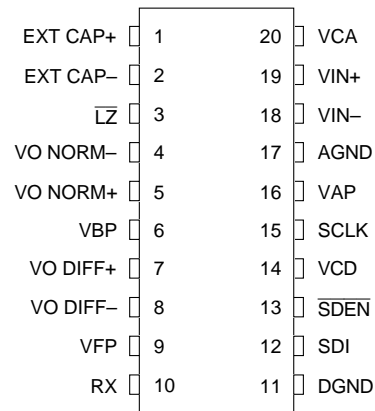 EXT CAP+ 1 20 VCA
EXT CAP– 2 19 VIN+
L̅Z̅ 3 18 VIN–
VO NORM– 4 17 AGND
VO NORM+ 5 16 VAP
VBP 6 15 SCLK
VO DIFF+ 7 14 VCD
VO DIFF– 8 13 S̅D̅E̅N̅
VFP 9 12 SDI
RX 10 11 DGND